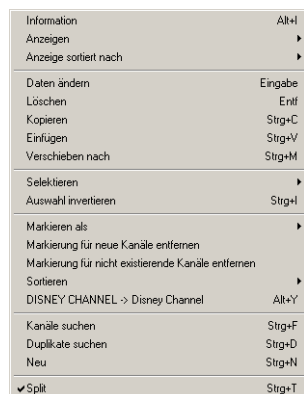 Information Alt+I
Anzeigen
Anzeige sortiert nach
Daten ändern Eingabe
Löschen Entf
Kopieren Strg+C
Einfügen Strg+V
Verschieben nach Strg+M
Selektieren
Auswahl invertieren Strg+I
Markieren als
Markierung für neue Kanäle entfernen
Markierung für nicht existierende Kanäle entfernen
Sortieren
DISNEY CHANNEL -> Disney Channel Alt+Y
Kanäle suchen Strg+F
Duplikate suchen Strg+D
Neu Strg+N
Split Strg+T